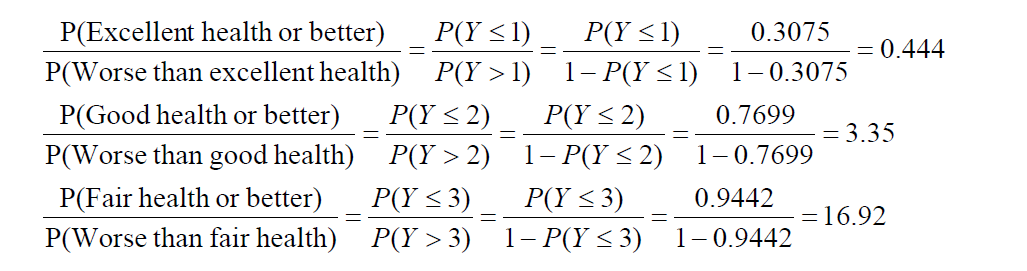 P(Excellent health or better) / P(Worse than excellent health) = P(Y ≤ 1) / P(Y > 1) = P(Y ≤ 1) / 1 − P(Y ≤ 1) = 0.3075 / 1 − 0.3075 = 0.444
P(Good health or better) / P(Worse than good health) = P(Y ≤ 2) / P(Y > 2) = P(Y ≤ 2) / 1 − P(Y ≤ 2) = 0.7699 / 1 − 0.7699 = 3.35
P(Fair health or better) / P(Worse than fair health) = P(Y ≤ 3) / P(Y > 3) = P(Y ≤ 3) / 1 − P(Y ≤ 3) = 0.9442 / 1 − 0.9442 = 16.92